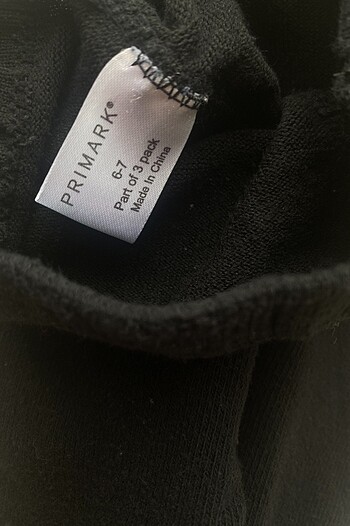 PRIMARK®
6-7
Part of 3 pack
Made In China